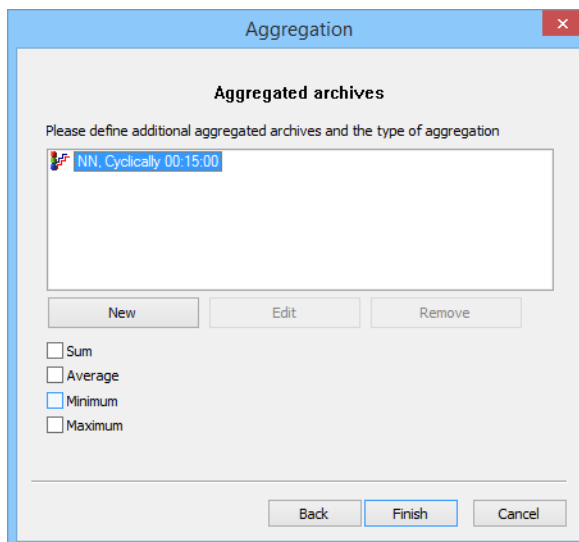 Aggregation
Aggregated archives
Please define additional aggregated archives and the type of aggregation
NN, Cyclically 00:15:00
New Edit Remove
Sum
Average
Minimum
Maximum
Back Finish Cancel